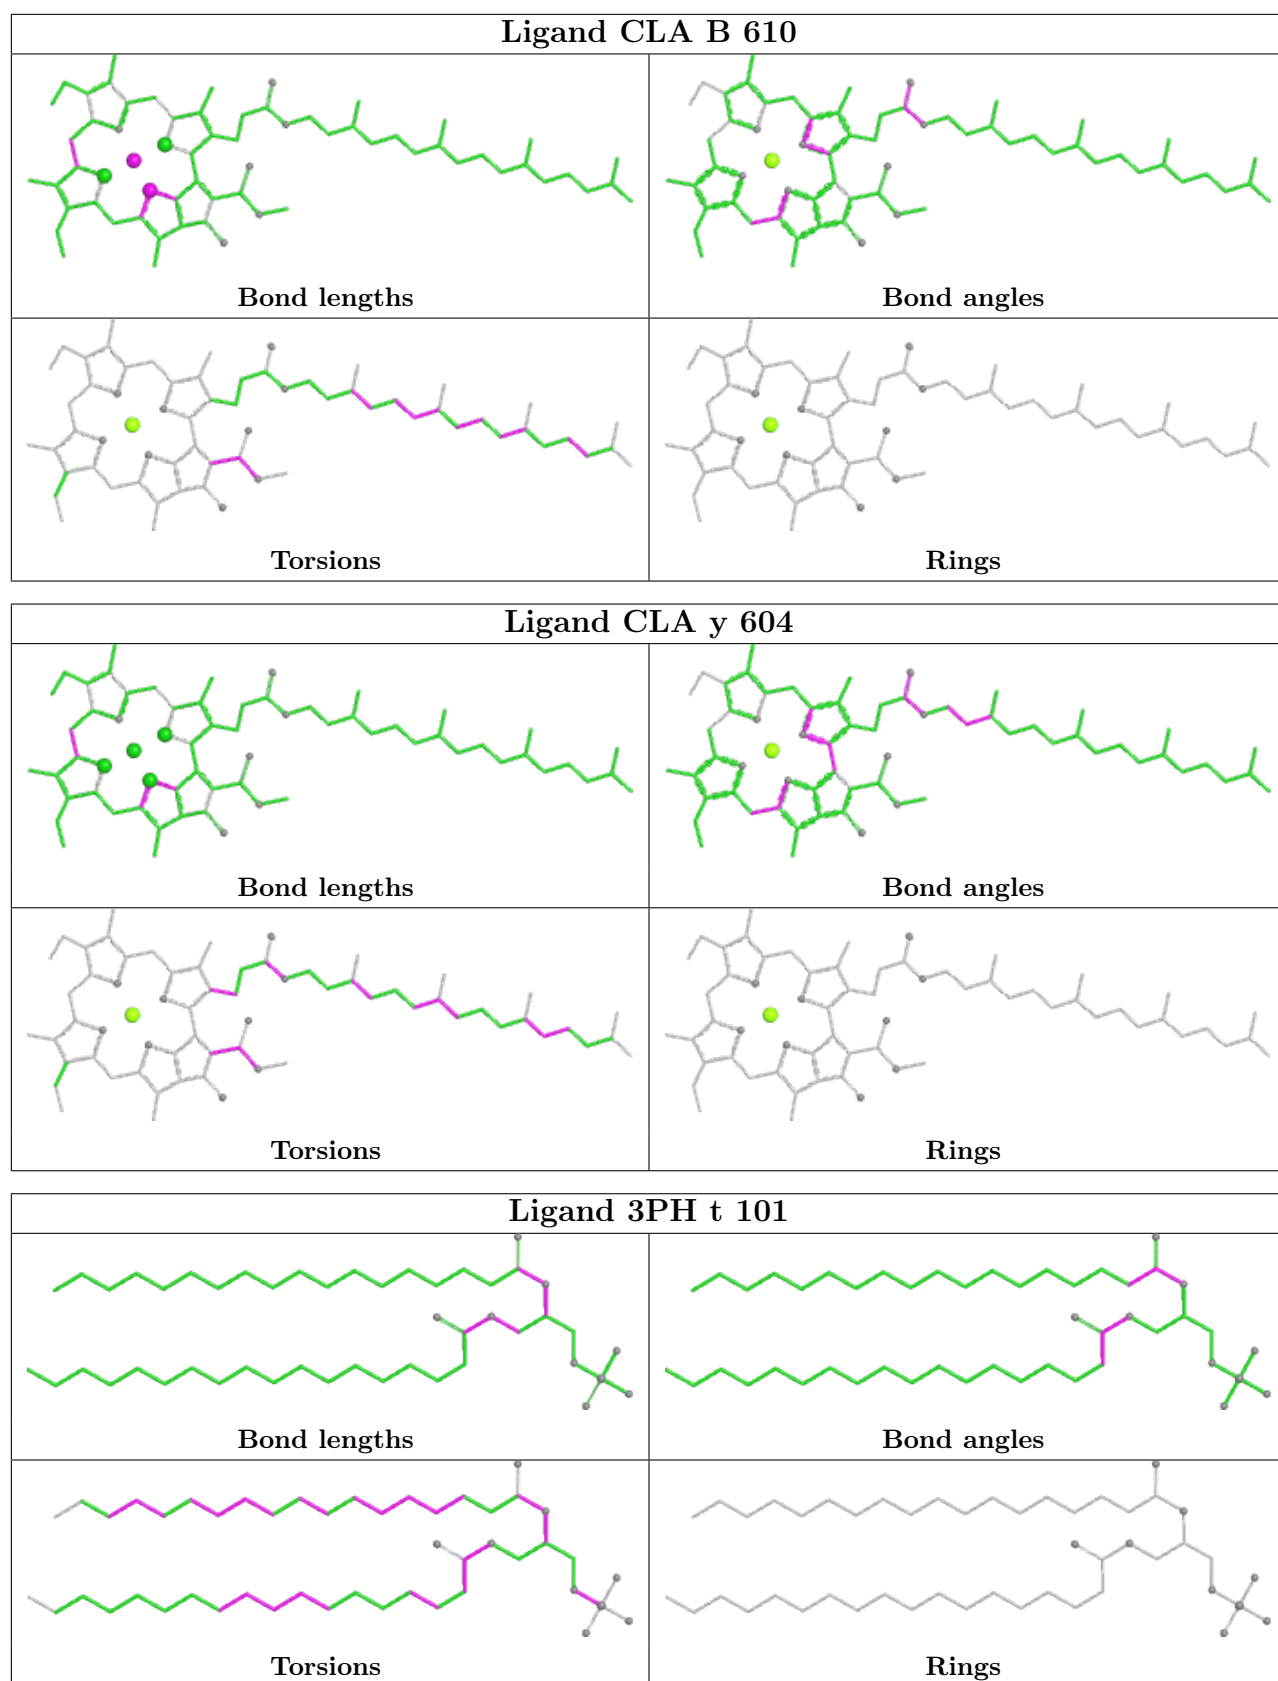 Ligand CLA B 610
Bond lengths
Bond angles
Torsions
Rings
Ligand CLA y 604
Bond lengths
Bond angles
Torsions
Rings
Ligand 3PH t 101
Bond lengths
Bond angles
Torsions
Rings